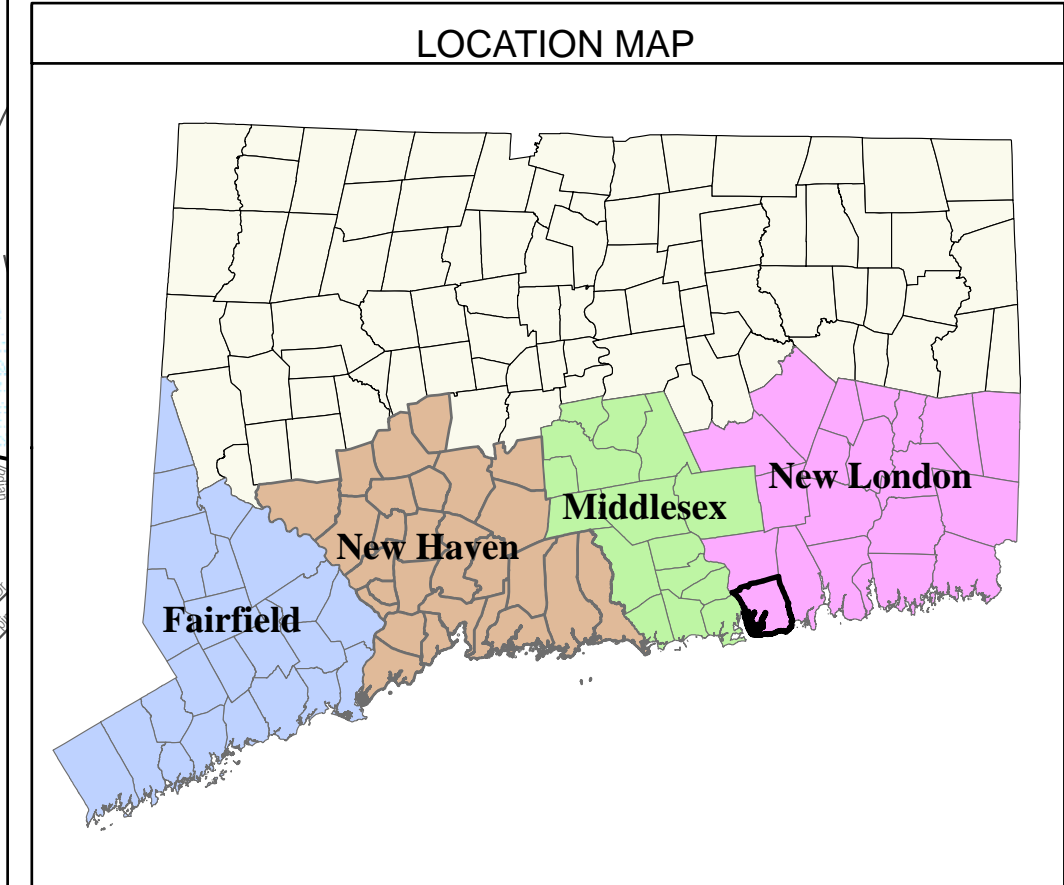 LOCATION MAP
New London
Middlesex
New Haven
Fairfield